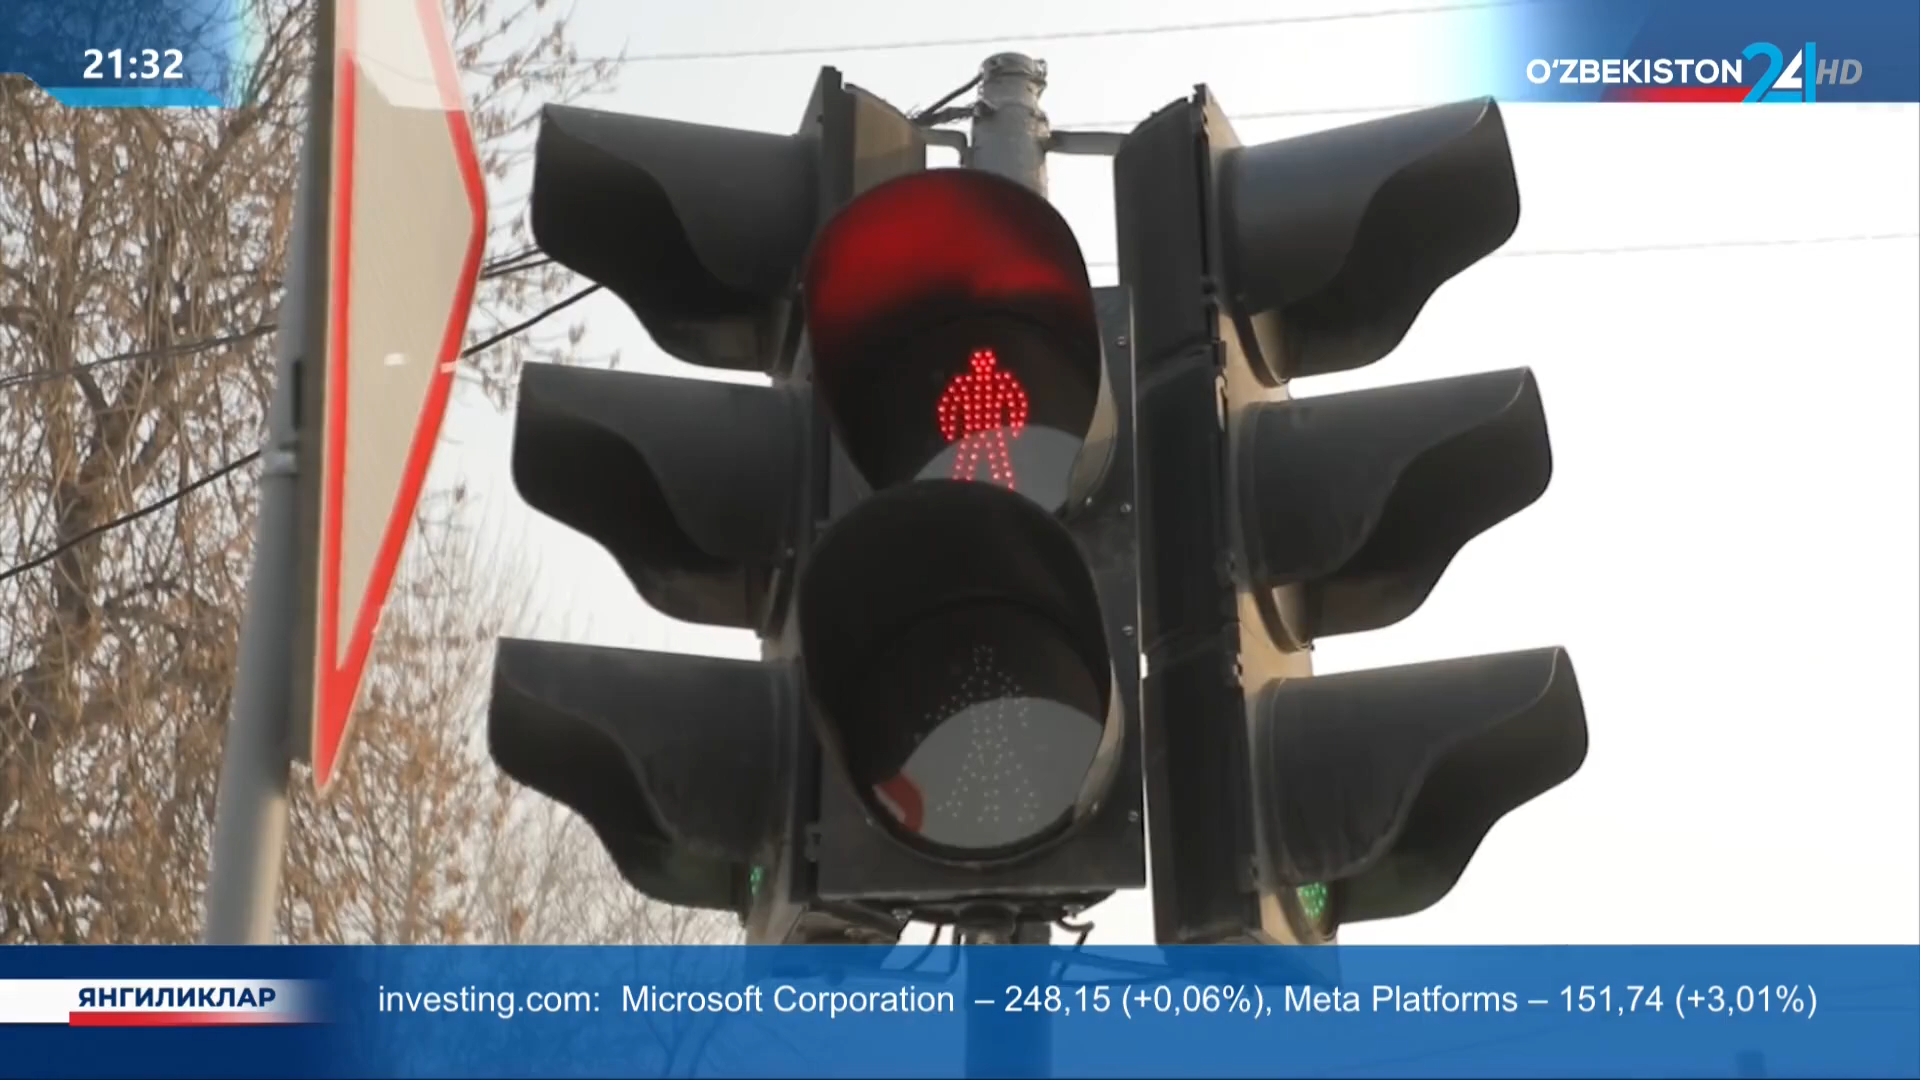 21:32
O‘ZBEKISTON 24 HD
ЯНГИЛИКЛАР
investing.com: Microsoft Corporation – 248,15 (+0,06%), Meta Platforms – 151,74 (+3,01%)